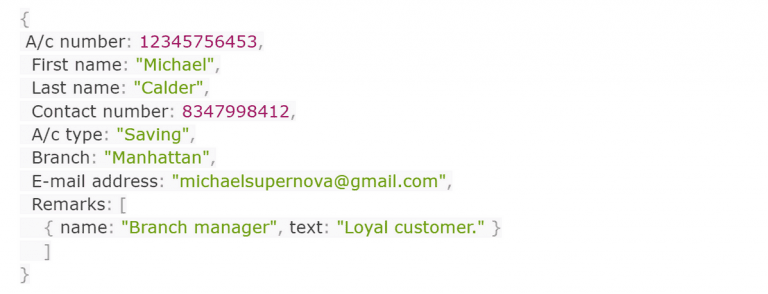 {
A/c number: 12345756453,
First name: "Michael",
Last name: "Calder",
Contact number: 8347998412,
A/c type: "Saving",
Branch: "Manhattan",
E-mail address: "michaelsupernova@gmail.com",
Remarks: [
{ name: "Branch manager", text: "Loyal customer." }
]
}